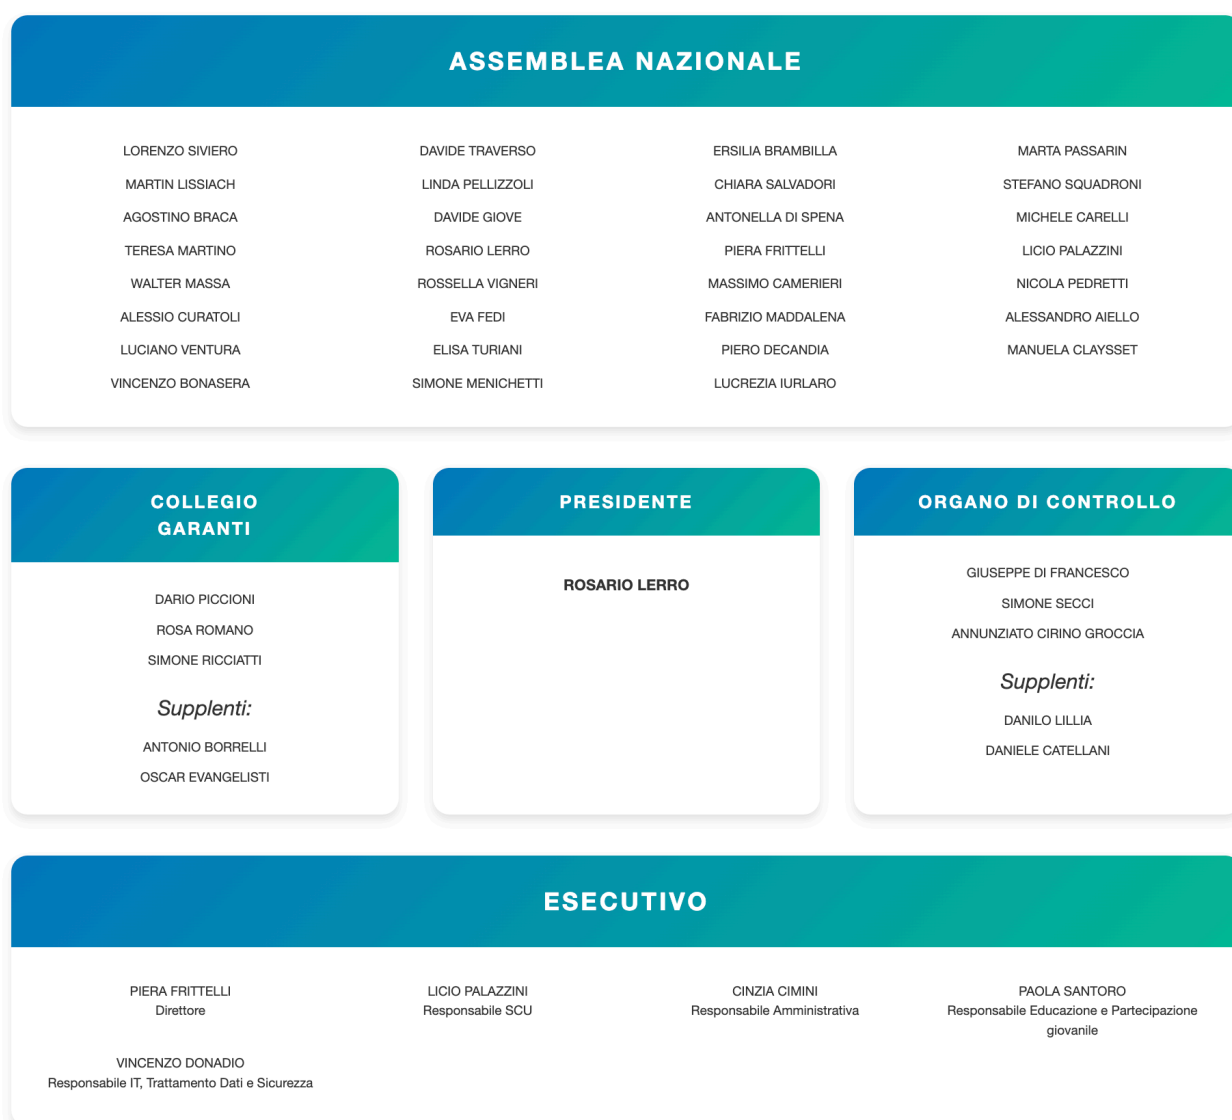 ASSEMBLEA NAZIONALE
LORENZO SIVIERO
MARTIN LISSIACH
AGOSTINO BRACA
TERESA MARTINO
WALTER MASSA
ALESSIO CURATOLI
LUCIANO VENTURA
VINCENZO BONASERA
DAVIDE TRAVERSO
LINDA PELLIZZOLI
DAVIDE GIOVE
ROSARIO LERRO
ROSSELLA VIGNERI
EVA FEDI
ELISA TURIANI
SIMONE MENICHETTI
ERSILIA BRAMBILLA
CHIARA SALVADORI
ANTONELLA DI SPENA
PIERA FRITTELLI
MASSIMO CAMERIERI
FABRIZIO MADDALENA
PIERO DECANDIA
LUCREZIA IURLARO
MARTA PASSARIN
STEFANO SQUADRONI
MICHELE CARELLI
LICIO PALAZZINI
NICOLA PEDRETTI
ALESSANDRO AIELLO
MANUELA CLAYSSET
COLLEGIO
GARANTI
DARIO PICCIONI
ROSA ROMANO
SIMONE RICCIATTI
Supplenti:
ANTONIO BORRELLI
OSCAR EVANGELISTI
PRESIDENTE
ROSARIO LERRO
ORGANO DI CONTROLLO
GIUSEPPE DI FRANCESCO
SIMONE SECCI
ANNUNZIATO CIRINO GROCCIA
Supplenti:
DANILO LILLIA
DANIELE CATELLANI
ESECUTIVO
PIERA FRITTELLI
Direttore
LICIO PALAZZINI
Responsabile SCU
CINZIA CIMINI
Responsabile Amministrativa
PAOLA SANTORO
Responsabile Educazione e Partecipazione
giovanile
VINCENZO DONADIO
Responsabile IT, Trattamento Dati e Sicurezza